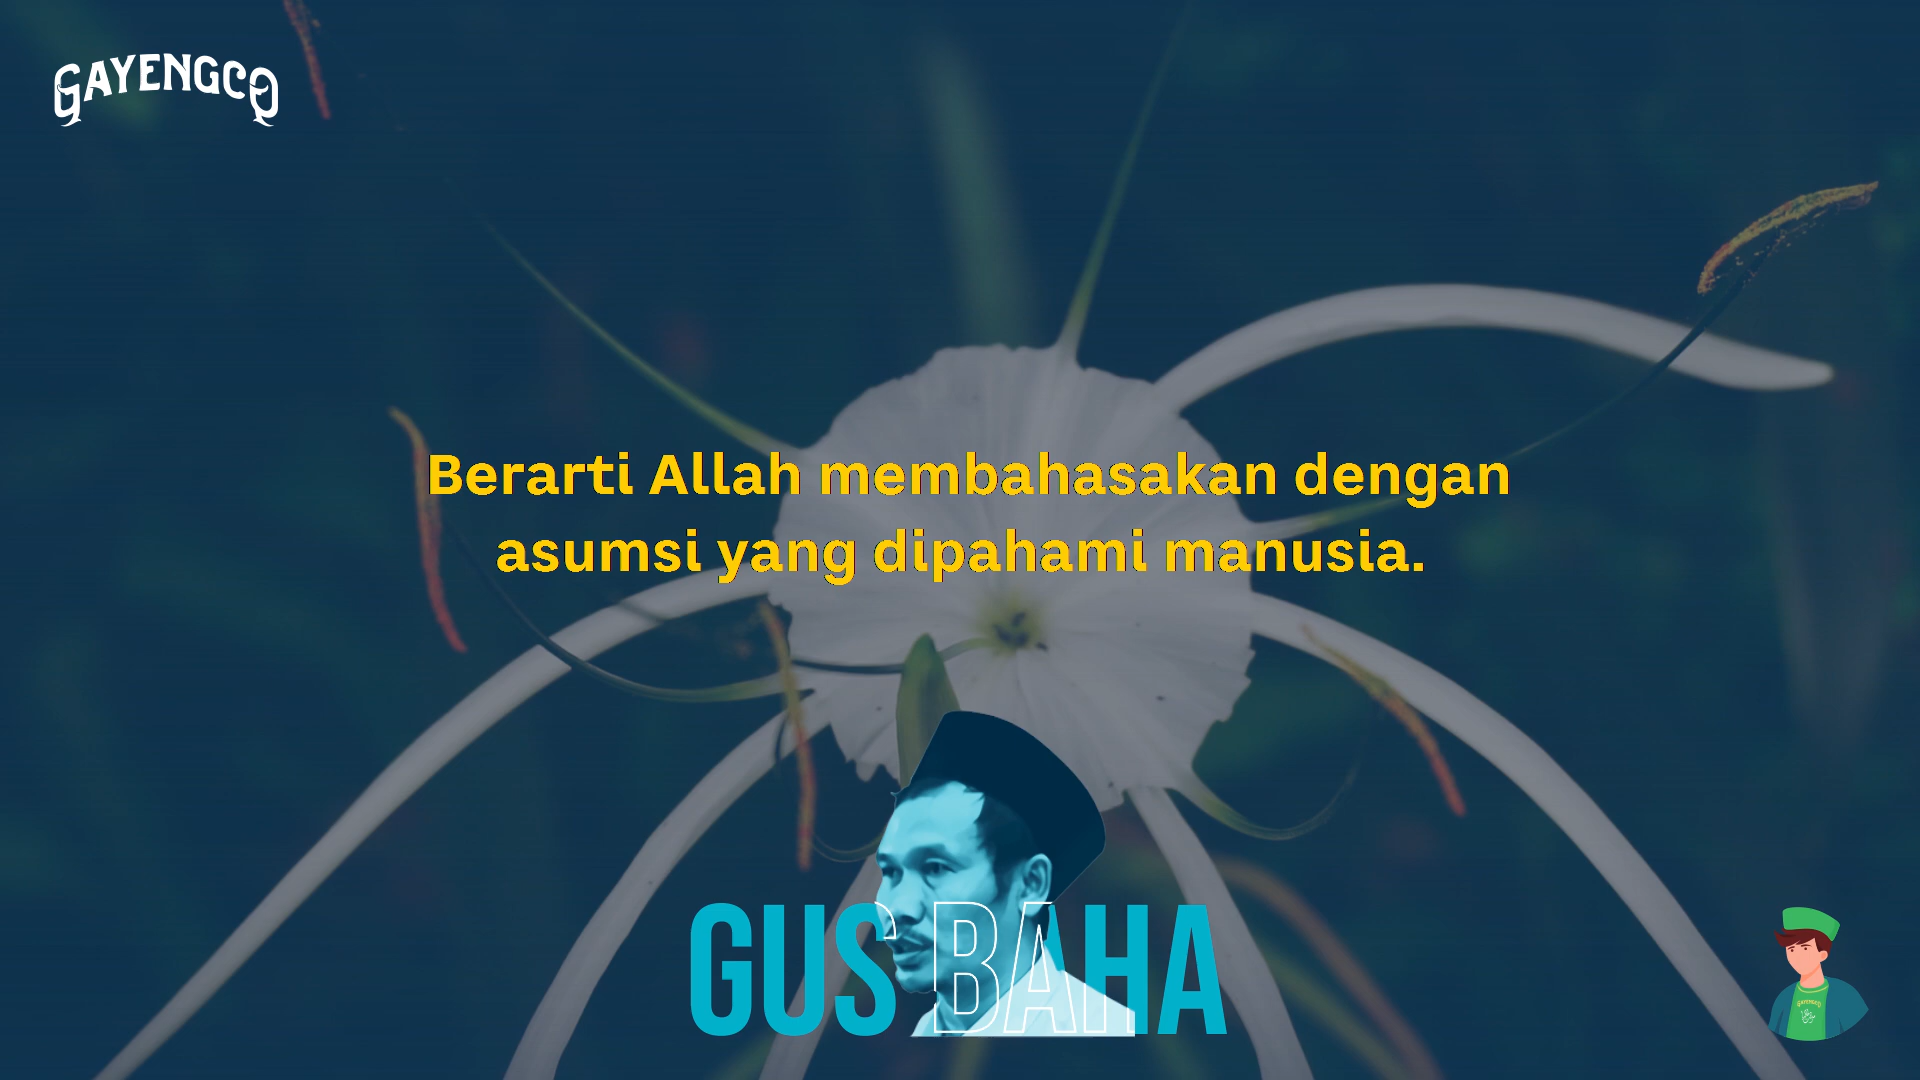 GAYENGCO
Berarti Allah membahasakan dengan
asumsi yang dipahami manusia.
GUS BAHA